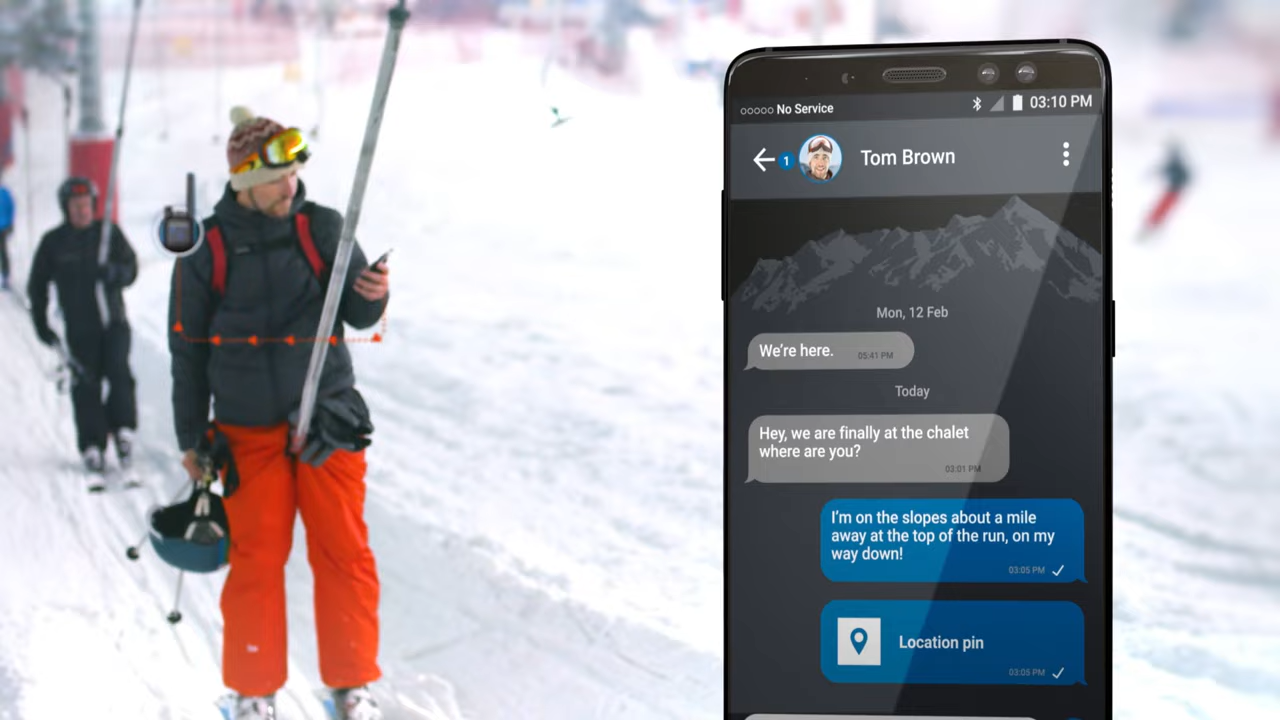 No Service 03:10 PM
1 Tom Brown
Mon, 12 Feb
We're here. 05:41 PM
Today
Hey, we are finally at the chalet
where are you?
03:01 PM
I'm on the slopes about a mile
away at the top of the run, on my
way down!
03:05 PM
Location pin
03:05 PM